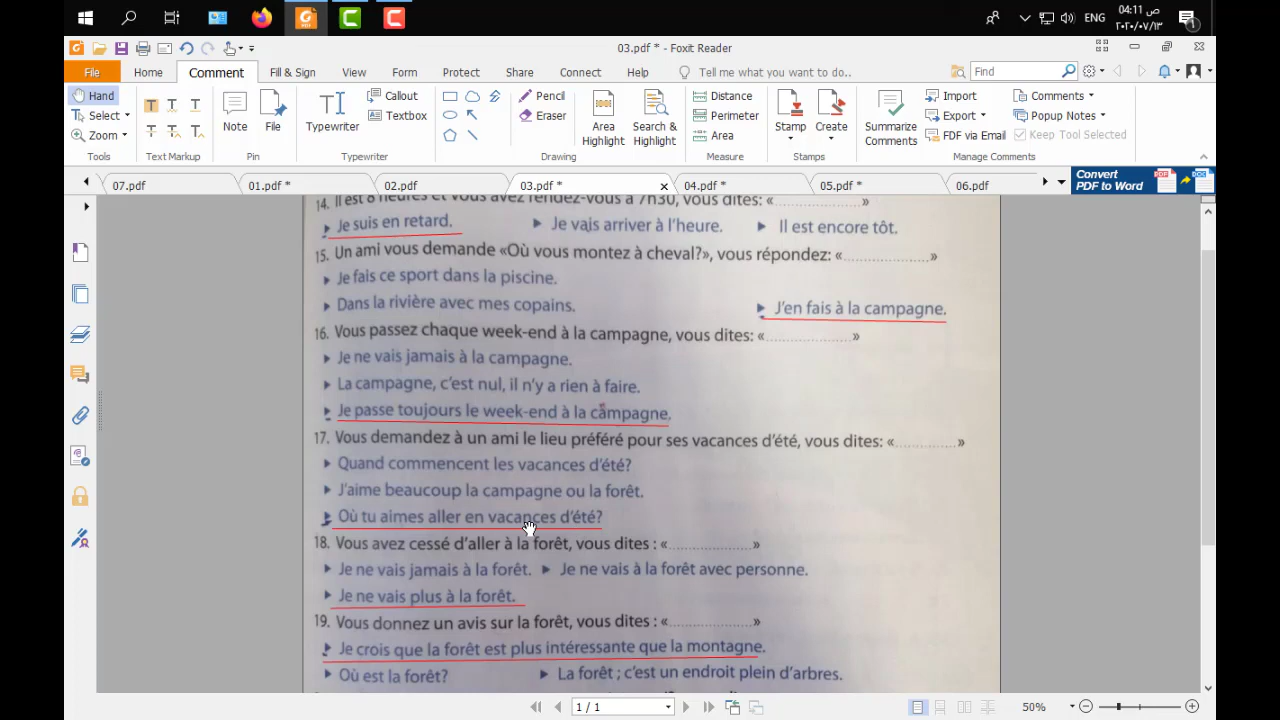 ENG
04:11 ص
٢٠٢٠/٠٧/١٣
1
03.pdf * - Foxit Reader
File Home Comment Fill & Sign View Form Protect Share Connect Help Tell me what you want to do.. Find
Hand
Select
Zoom
Tools
Text Markup
Note
File
Pin
Typewriter
Callout
Textbox
Typewriter
Pencil
Eraser
Area Highlight
Search & Highlight
Drawing
Distance
Perimeter
Area
Measure
Stamp
Create
Stamps
Summarize Comments
Import
Export
FDF via Email
Comments
Popup Notes
Keep Tool Selected
Manage Comments
07.pdf 01.pdf * 02.pdf 03.pdf * 04.pdf * 05.pdf * 06.pdf
Convert PDF to Word
14. Il est 8 heures et vous avez rendez-vous à 7h30, vous dites: «....................»
Je suis en retard. Je vais arriver à l'heure. Il est encore tôt.
15. Un ami vous demande «Où vous montez à cheval?», vous répondez: «....................»
Je fais ce sport dans la piscine.
Dans la rivière avec mes copains. J'en fais à la campagne.
16. Vous passez chaque week-end à la campagne, vous dites: «....................»
Je ne vais jamais à la campagne.
La campagne, c'est nul, il n'y a rien à faire.
Je passe toujours le week-end à la campagne.
17. Vous demandez à un ami le lieu préféré pour ses vacances d'été, vous dites: «..............»
Quand commencent les vacances d'été?
J'aime beaucoup la campagne ou la forêt.
Où tu aimes aller en vacances d'été?
18. Vous avez cessé d'aller à la forêt, vous dites : «....................»
Je ne vais jamais à la forêt. Je ne vais à la forêt avec personne.
Je ne vais plus à la forêt.
19. Vous donnez un avis sur la forêt, vous dites : «....................»
Je crois que la forêt est plus intéressante que la montagne.
Où est la forêt? La forêt ; c'est un endroit plein d'arbres.
1 / 1 50%